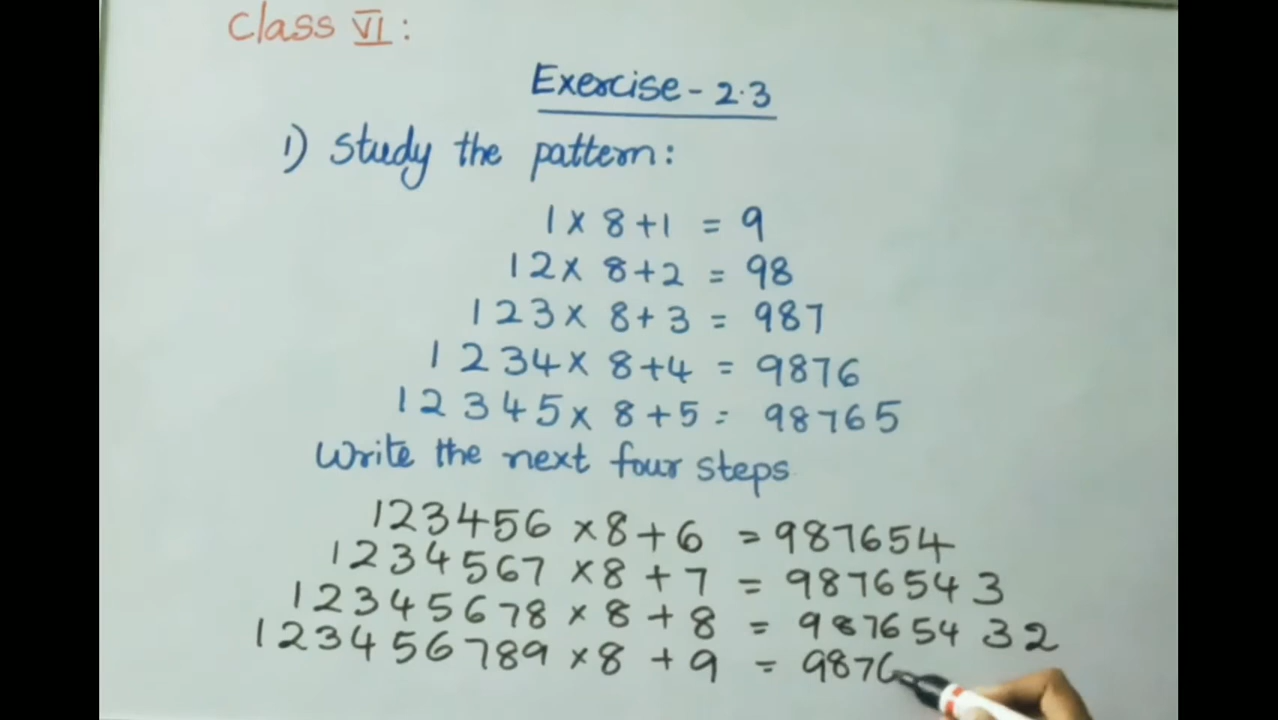 Class VI:
Exercise - 2.3
1) Study the pattern:
1 × 8 + 1 = 9
12 × 8 + 2 = 98
123 × 8 + 3 = 987
1234 × 8 + 4 = 9876
12345 × 8 + 5 = 98765
Write the next four steps
123456 × 8 + 6 = 987654
1234567 × 8 + 7 = 9876543
12345678 × 8 + 8 = 98765432
123456789 × 8 + 9 = 9876